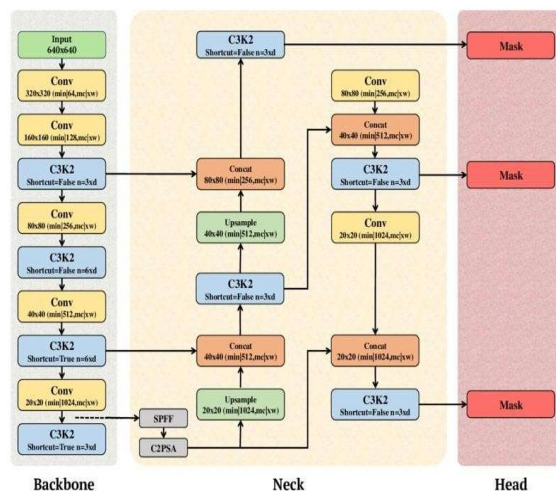 Input
640x640
Conv
320x320 (min|64,mc|xw)
Conv
160x160 (min|128,mc|xw)
C3K2
Shortcut=False n=3xd
Conv
80x80 (min|256,mc|xw)
C3K2
Shortcut=False n=6xd
Conv
40x40 (min|512,mc|xw)
C3K2
Shortcut=True n=6xd
Conv
20x20 (min|1024,mc|xw)
C3K2
Shortcut=True n=3xd
SPFF
C2PSA
C3K2
Shortcut=False n=3xd
Concat
80x80 (min|256,mc|xw)
Upsample
40x40 (min|512,mc|xw)
C3K2
Shortcut=False n=3xd
Concat
40x40 (min|512,mc|xw)
Upsample
20x20 (min|1024,mc|xw)
Conv
80x80 (min|256,mc|xw)
Concat
40x40 (min|512,mc|xw)
C3K2
Shortcut=False n=3xd
Conv
20x20 (min|1024,mc|xw)
Concat
20x20 (min|1024,mc|xw)
C3K2
Shortcut=False n=3xd
Mask
Mask
Mask
Backbone
Neck
Head